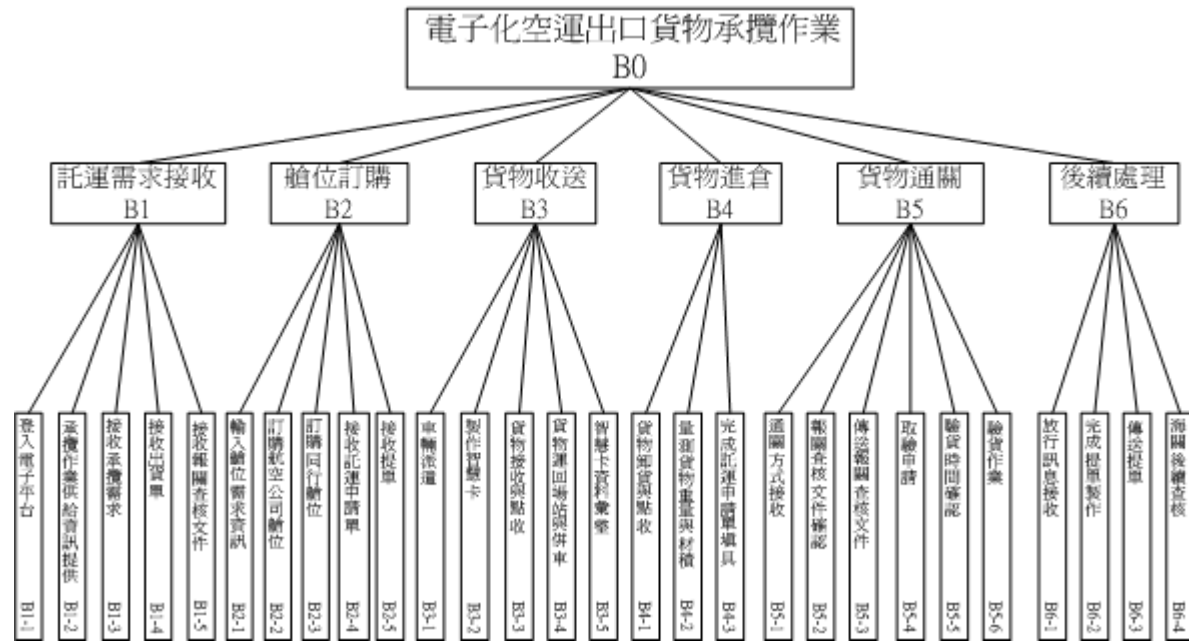 電子化空運出口貨物承攬作業
B0
託運需求接收
B1
艙位訂購
B2
貨物收送
B3
貨物進倉
B4
貨物通關
B5
後續處理
B6
登入電子平台
B1-1
承攬作業供給資訊提供
B1-2
接收承攬需求
B1-3
接收出貨單
B1-4
接收報關查核文件
B1-5
輸入艙位需求資訊
B2-1
訂購航空公司艙位
B2-2
訂購同行艙位
B2-3
接收託運申請單
B2-4
接收提單
B2-5
車輛派遣
B3-1
製作智慧卡
B3-2
貨物接收與點收
B3-3
貨物運回場站與併車
B3-4
智慧卡資料彙整
B3-5
貨物卸貨與點收
B4-1
量測貨物重量與材積
B4-2
完成託運申請單填具
B4-3
通關方式接收
B5-1
報關查核文件確認
B5-2
傳送報關查核文件
B5-3
取驗申請
B5-4
驗貨時間確認
B5-5
驗貨作業
B5-6
放行訊息接收
B6-1
完成提單製作
B6-2
傳送提單
B6-3
海關後續查核
B6-4